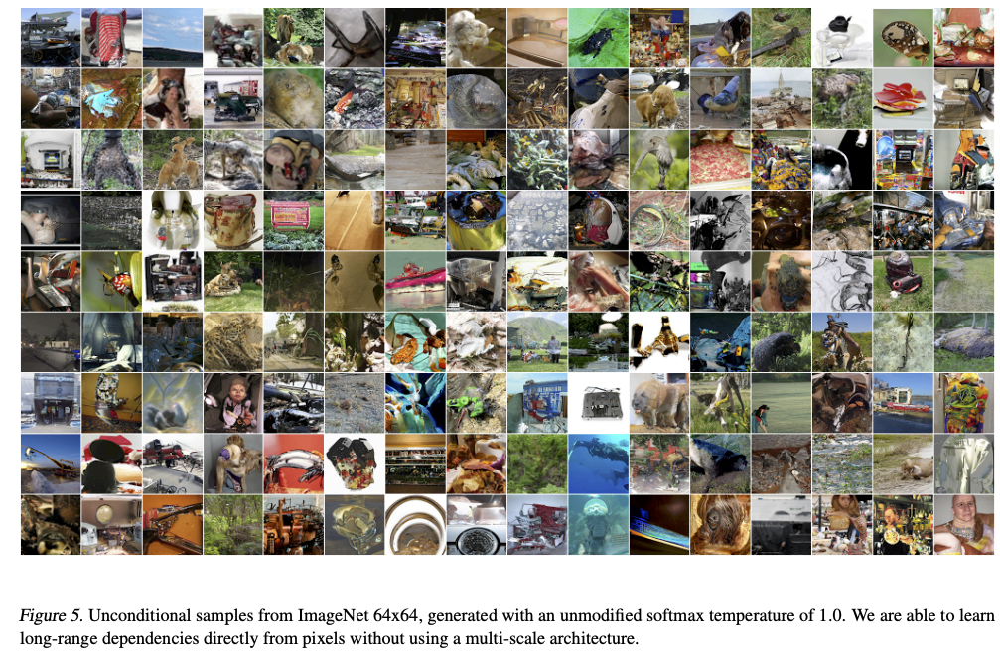 Figure 5. Unconditional samples from ImageNet 64x64, generated with an unmodified softmax temperature of 1.0. We are able to learn
long-range dependencies directly from pixels without using a multi-scale architecture.